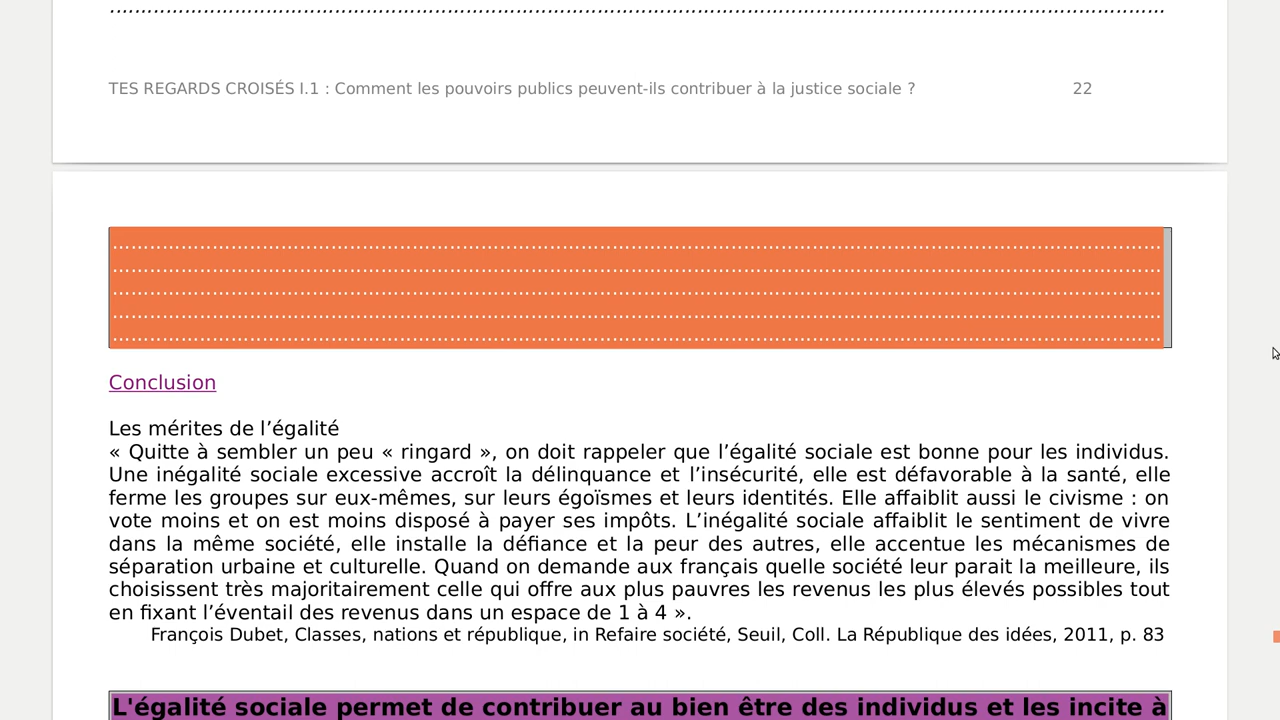 ........................................................................................................................................
TES REGARDS CROISÉS I.1 : Comment les pouvoirs publics peuvent-ils contribuer à la justice sociale ? 22
........................................................................................................................................
........................................................................................................................................
........................................................................................................................................
........................................................................................................................................
........................................................................................................................................
Conclusion
Les mérites de l’égalité
« Quitte à sembler un peu « ringard », on doit rappeler que l’égalité sociale est bonne pour les individus.
Une inégalité sociale excessive accroît la délinquance et l’insécurité, elle est défavorable à la santé, elle
ferme les groupes sur eux-mêmes, sur leurs égoïsmes et leurs identités. Elle affaiblit aussi le civisme : on
vote moins et on est moins disposé à payer ses impôts. L’inégalité sociale affaiblit le sentiment de vivre
dans la même société, elle installe la défiance et la peur des autres, elle accentue les mécanismes de
séparation urbaine et culturelle. Quand on demande aux français quelle société leur parait la meilleure, ils
choisissent très majoritairement celle qui offre aux plus pauvres les revenus les plus élevés possibles tout
en fixant l’éventail des revenus dans un espace de 1 à 4 ».
François Dubet, Classes, nations et république, in Refaire société, Seuil, Coll. La République des idées, 2011, p. 83
L'égalité sociale permet de contribuer au bien être des individus et les incite à